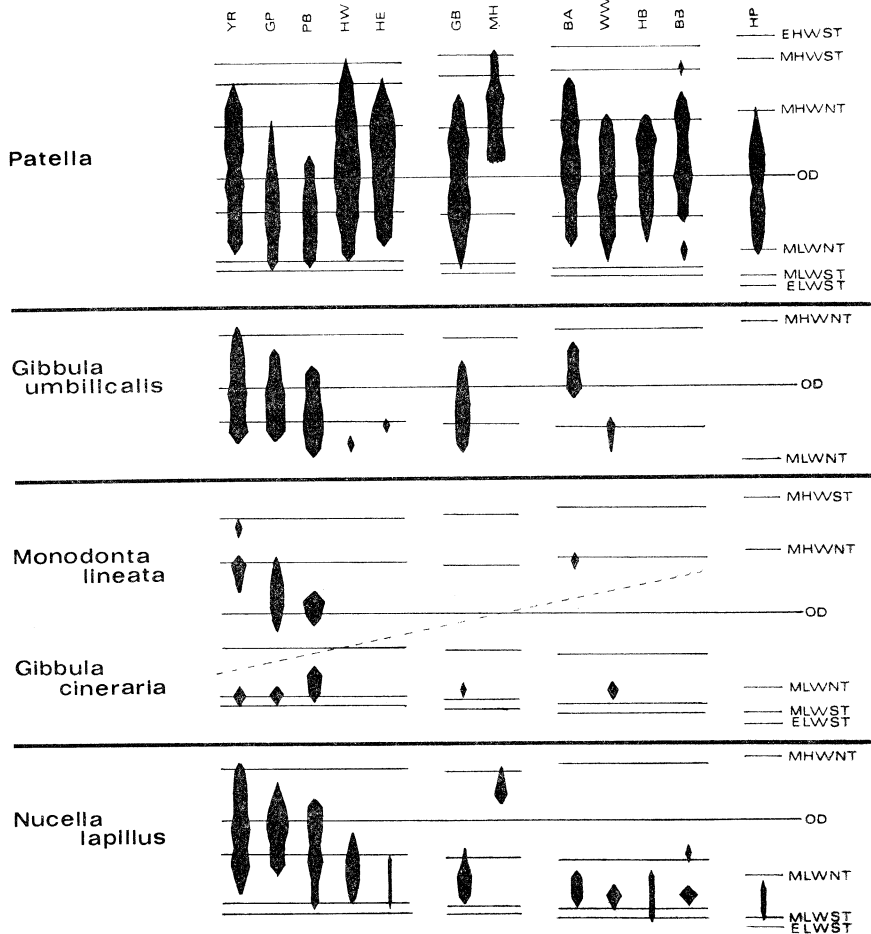 YR GP PB HW HE GB MH BA WW HB BB HP
EHWST
MHWST
MHWNT
Patella
OD
MLWNT
MLWST
ELWST
MHWNT
Gibbula
umbilicalis
OD
MLWNT
MHWST
Monodonta
lineata
MHWNT
OD
Gibbula
cineraria
MLWNT
MLWST
ELWST
MHWNT
Nucella
lapillus
OD
MLWNT
MLWST
ELWST